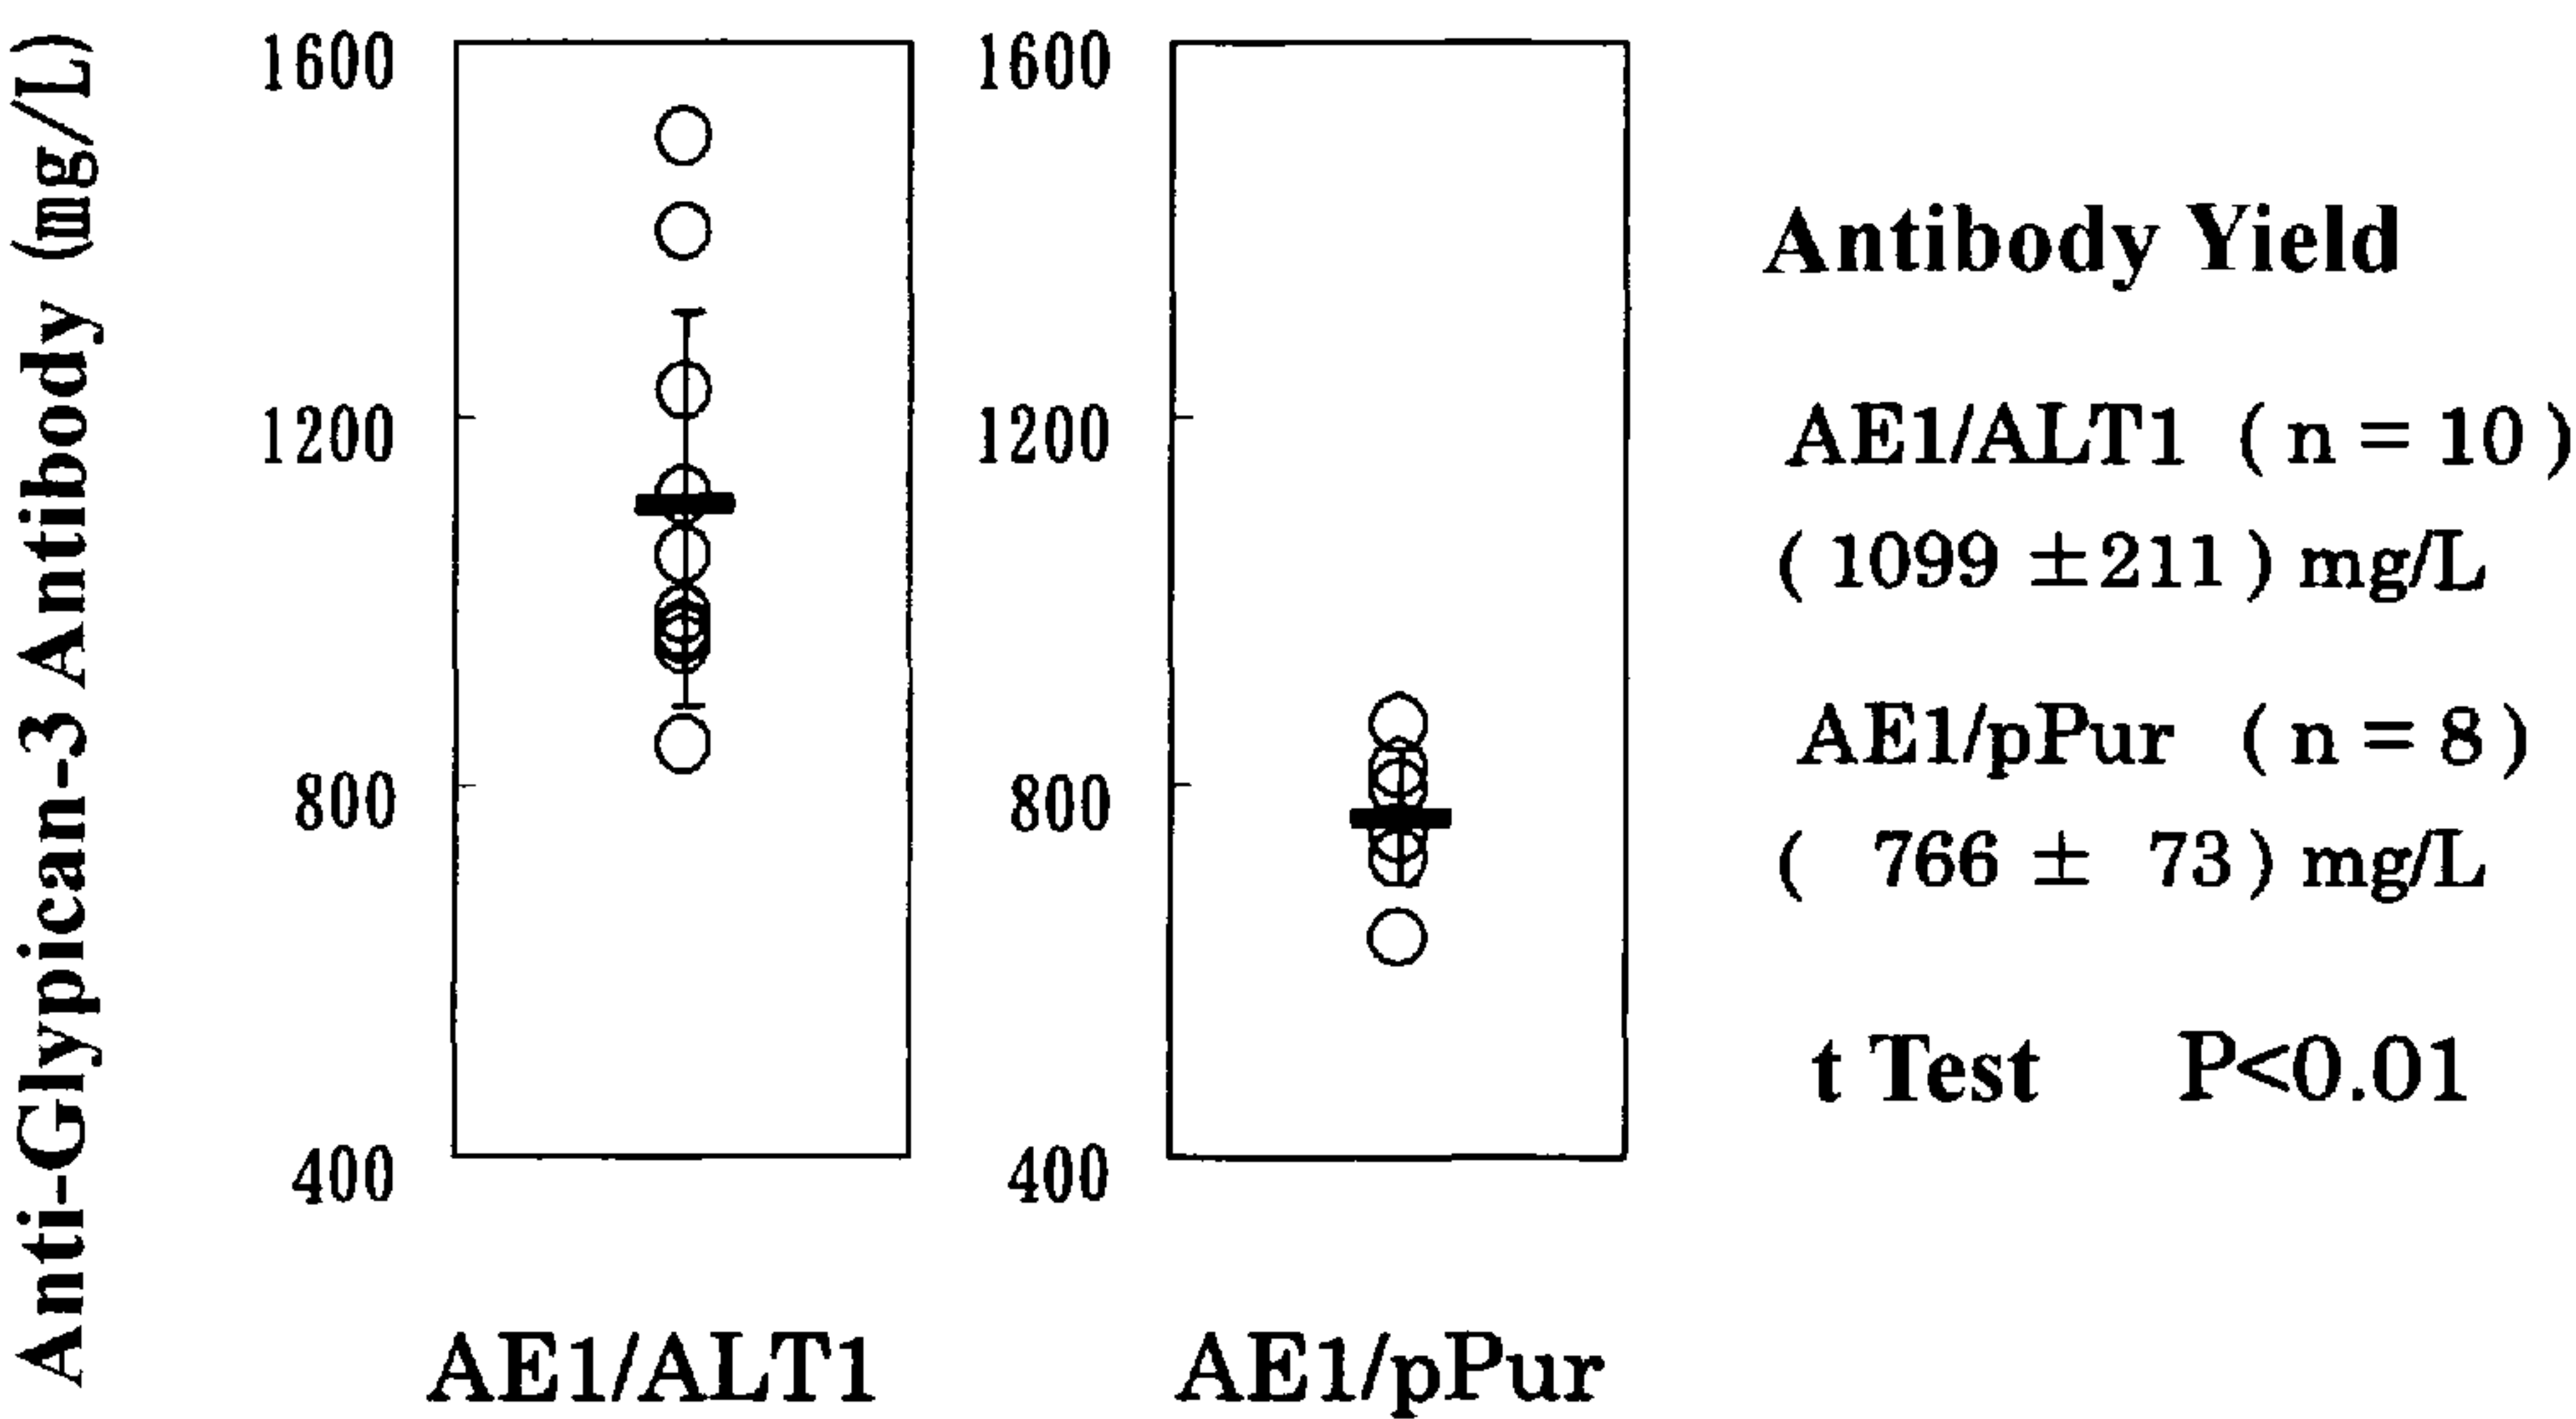 Anti-Glypican-3 Antibody (mg/L)
1600
1200
800
400
AE1/ALT1
1600
1200
800
400
AE1/pPur
Antibody Yield
AE1/ALT1 ( n = 10 )
( 1099 ±211 ) mg/L
AE1/pPur ( n = 8 )
( 766 ± 73 ) mg/L
t Test P<0.01